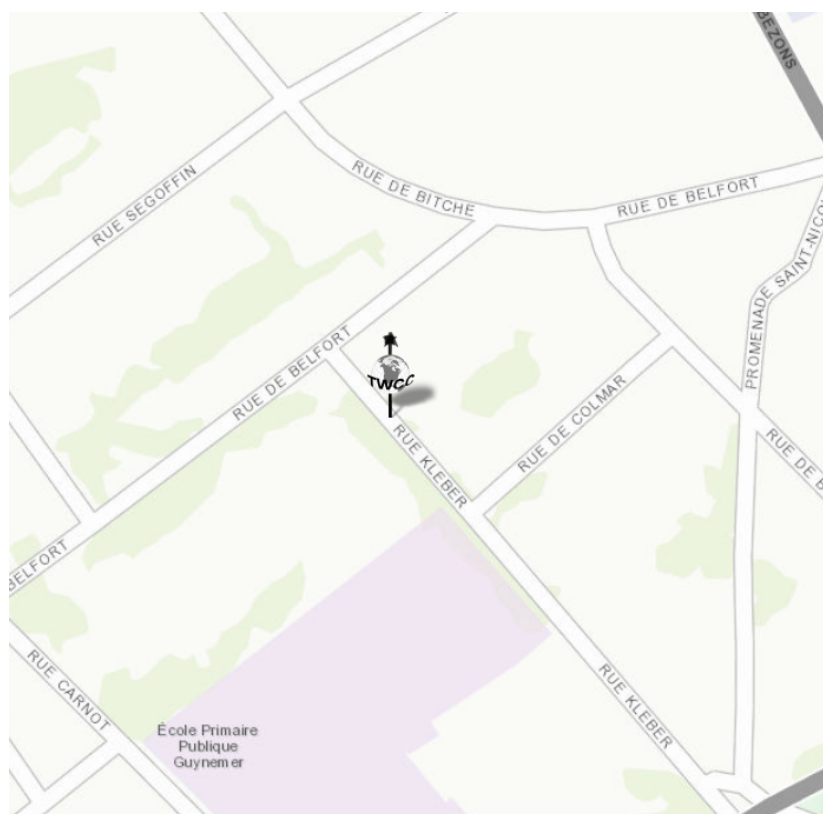 BEZONS
RUE SEGOFFIN
RUE DE BITCHE
RUE DE BELFORT
PROMENADE SAINT-NICO
RUE DE BELFORT
TWCC
RUE DE COLMAR
RUE KLEBER
RUE DE B
BELFORT
RUE CARNOT
RUE KLEBER
École Primaire
Publique
Guynemer